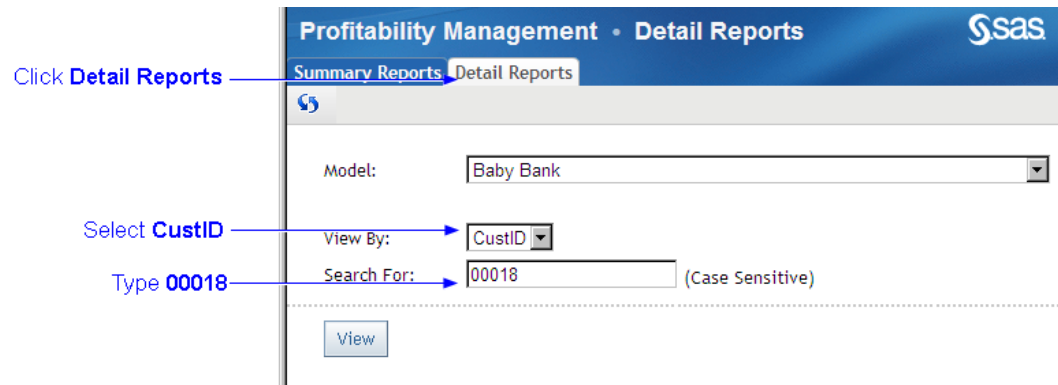 Profitability Management • Detail Reports
sas
Click Detail Reports
Summary Reports Detail Reports
Model: Baby Bank
Select CustID
View By: CustID
Type 00018
Search For: 00018 (Case Sensitive)
View